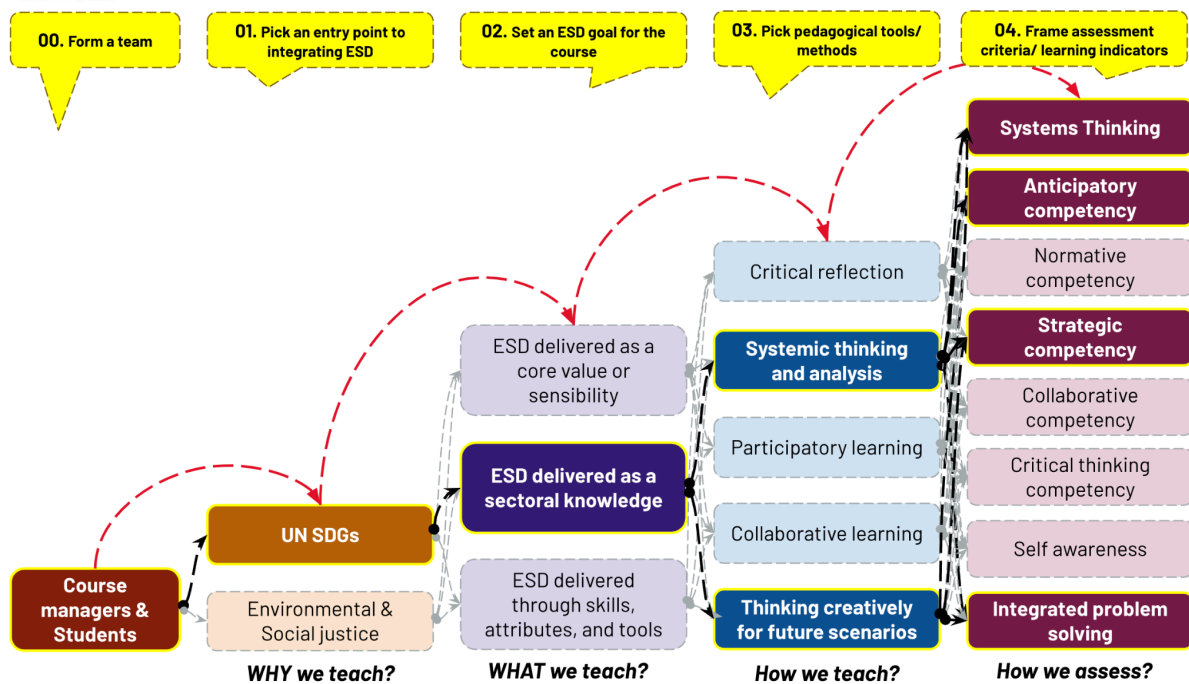 00. Form a team
01. Pick an entry point to
integrating ESD
02. Set an ESD goal for the
course
03. Pick pedagogical tools/
methods
04. Frame assessment
criteria/ learning indicators
Course
managers &
Students
UN SDGs
Environmental &
Social justice
WHY we teach?
ESD delivered as a
core value or
sensibility
ESD delivered as a
sectoral knowledge
ESD delivered
through skills,
attributes, and tools
WHAT we teach?
Critical reflection
Systemic thinking
and analysis
Participatory learning
Collaborative learning
Thinking creatively
for future scenarios
How we teach?
Systems Thinking
Anticipatory
competency
Normative
competency
Strategic
competency
Collaborative
competency
Critical thinking
competency
Self awareness
Integrated problem
solving
How we assess?